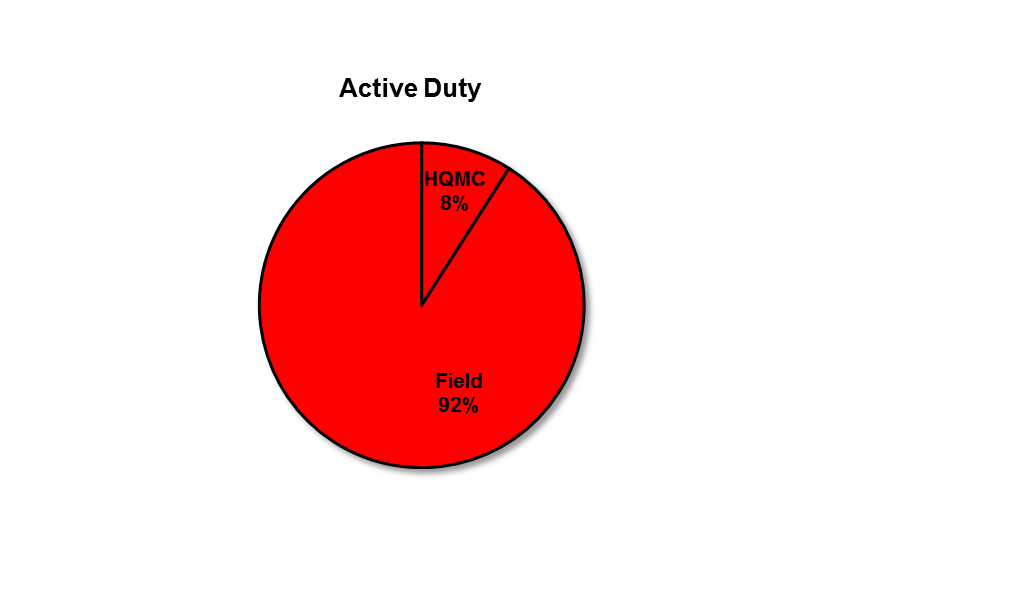 Active Duty
HQMC
8%
Field
92%